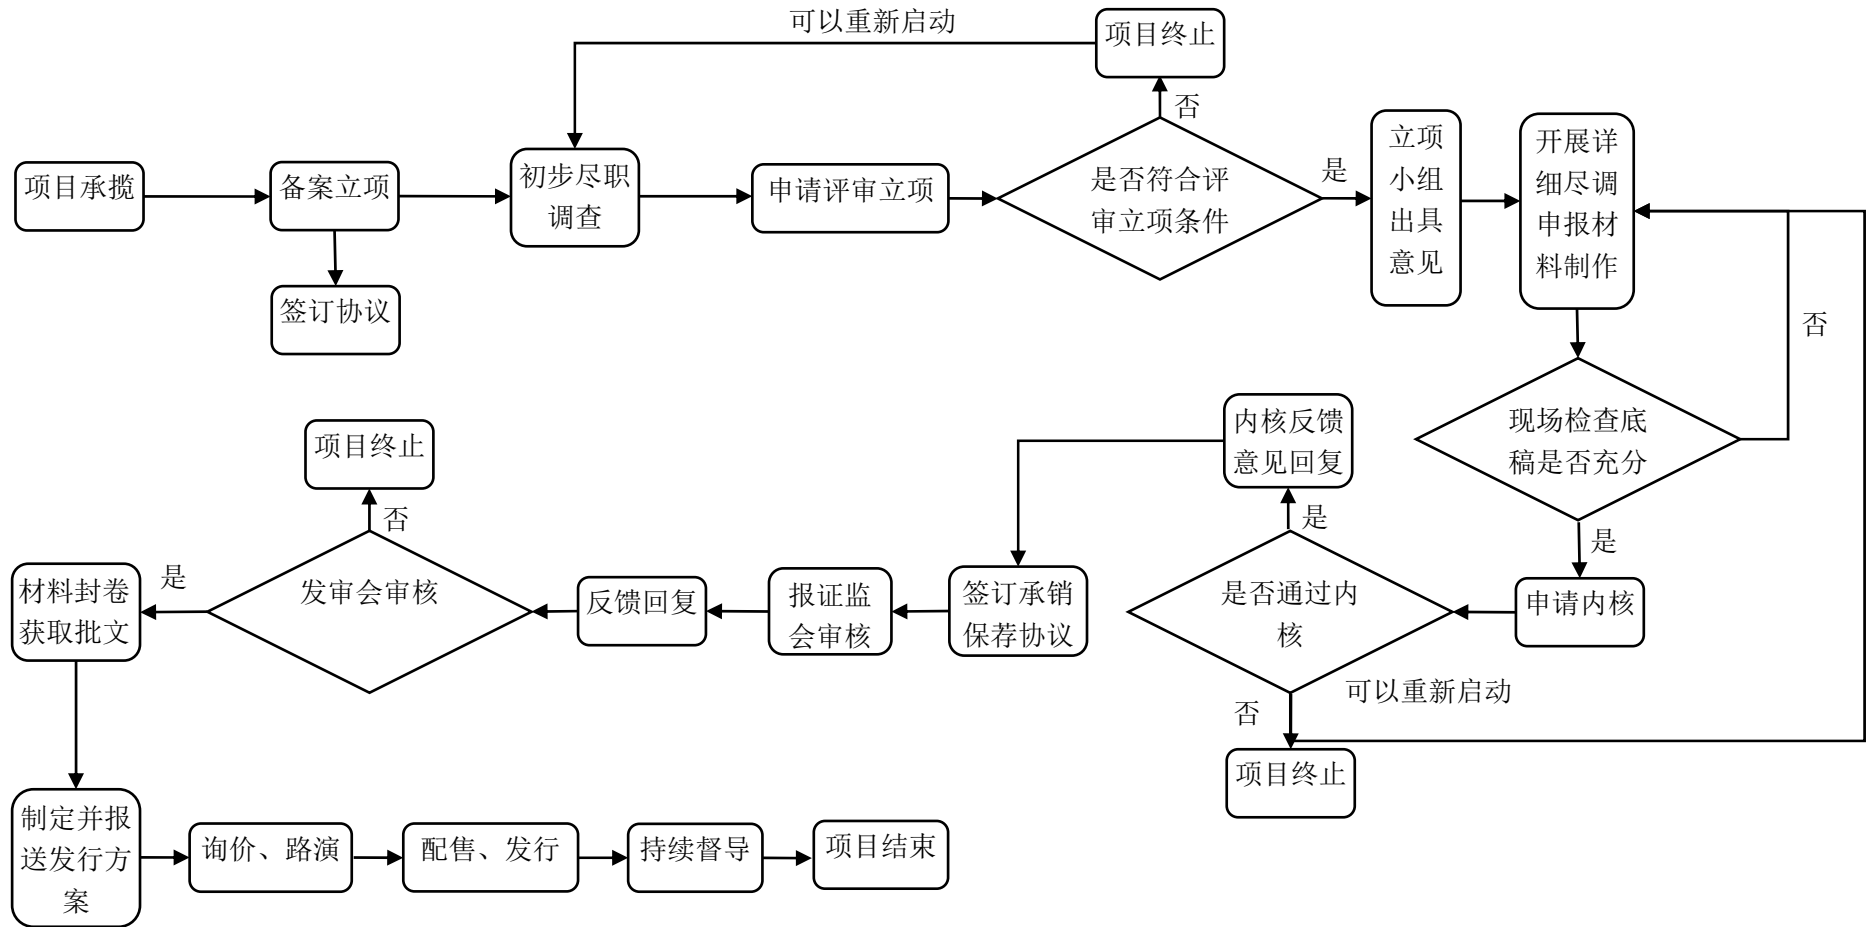 可以重新启动
项目终止
否
项目承揽
备案立项
初步尽职
调查
申请评审立项
是否符合评
审立项条件
是
立项
小组
出具
意见
开展详
细尽调
申报材
料制作
签订协议
否
现场检查底
稿是否充分
是
项目终止
否
内核反馈
意见回复
是
材料封卷
获取批文
是
发审会审核
反馈回复
报证监
会审核
签订承销
保荐协议
是否通过内
核
申请内核
可以重新启动
否
项目终止
制定并报
送发行方
案
询价、路演
配售、发行
持续督导
项目结束